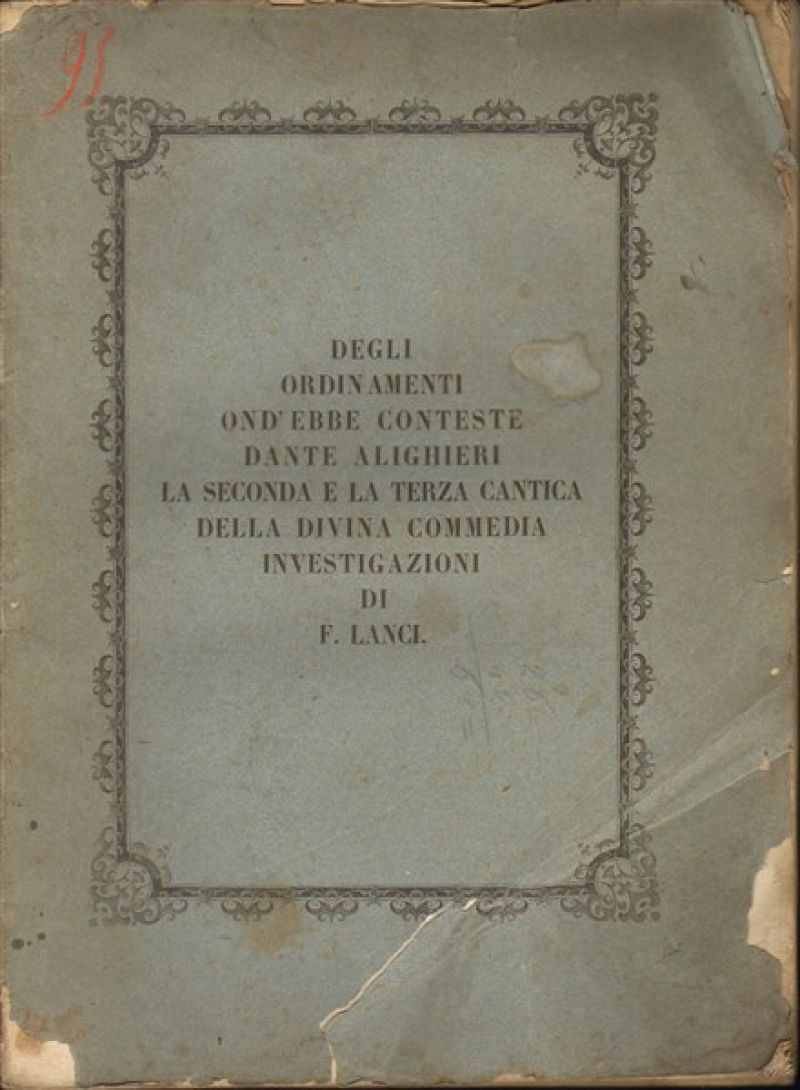 91
DEGLI
ORDINAMENTI
OND'EBBE CONTESTE
DANTE ALIGHIERI
LA SECONDA E LA TERZA CANTICA
DELLA DIVINA COMMEDIA
INVESTIGAZIONI
DI
F. LANCI.